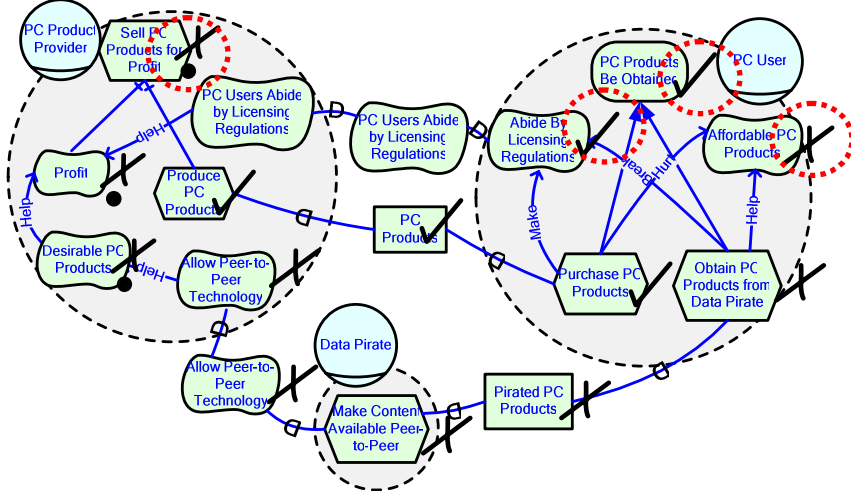 PC Product
Provider
Sell PC
Products for
Profit
PC Users Abide
by Licensing
Regulations
Help
Profit
Produce
PC
Products
Help
Desirable PC
Products
Help
Allow Peer-to-
Peer
Technology
D
PC Users Abide
by Licensing
Regulations
D
D
PC
Products
D
PC Products
Be Obtained
PC User
Abide By
Licensing
Regulations
Affordable PC
Products
Break
Hurt
Make
Help
Purchase PC
Products
Obtain PC
Products from
Data Pirate
D
Allow Peer-to-
Peer
Technology
D
Data Pirate
Make Content
Available Peer-
to-Peer
D
Pirated PC
Products
D